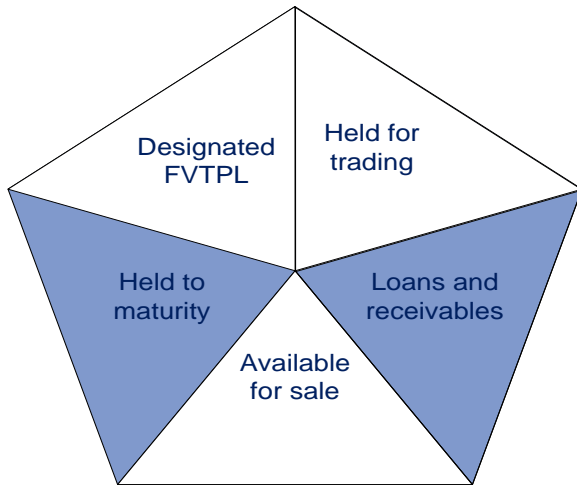 Designated
FVTPL
Held for
trading
Held to
maturity
Loans and
receivables
Available
for sale